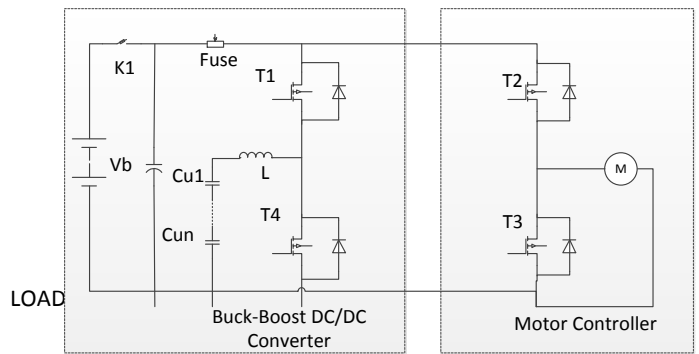 K1
Fuse
T1
T2
Vb
Cu1
L
M
Cun
T4
T3
LOAD
Buck-Boost DC/DC
Converter
Motor Controller